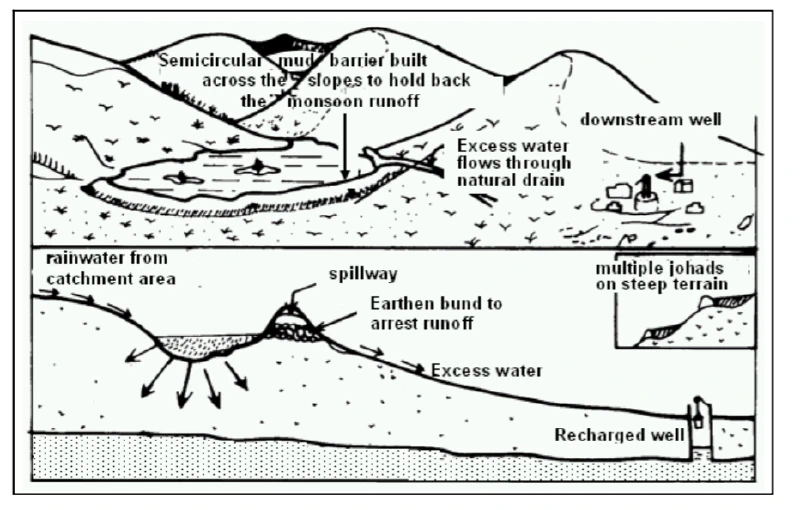 Semicircular mud barrier built
across the slopes to hold back
the monsoon runoff
downstream well
Excess water
flows through
natural drain
rainwater from
catchment area
spillway
multiple johads
on steep terrain
Earthen bund to
arrest runoff
Excess water
Recharged well